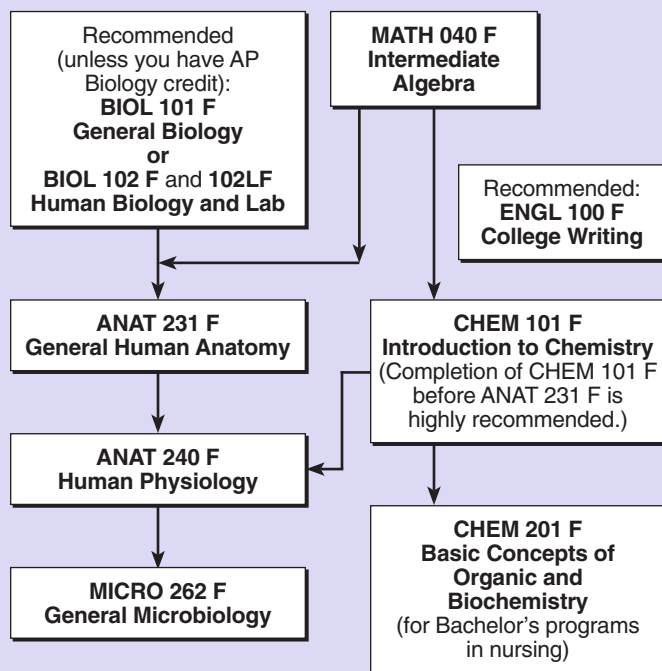 Recommended
(unless you have AP
Biology credit):
BIOL 101 F
General Biology
or
BIOL 102 F and 102LF
Human Biology and Lab
MATH 040 F
Intermediate
Algebra
Recommended:
ENGL 100 F
College Writing
ANAT 231 F
General Human Anatomy
CHEM 101 F
Introduction to Chemistry
(Completion of CHEM 101 F
before ANAT 231 F is
highly recommended.)
ANAT 240 F
Human Physiology
MICRO 262 F
General Microbiology
CHEM 201 F
Basic Concepts of
Organic and
Biochemistry
(for Bachelor's programs
in nursing)